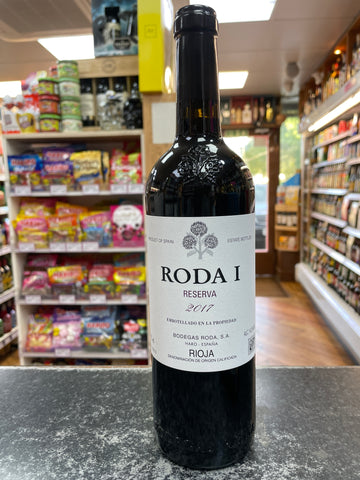 PRODUCT OF SPAIN
ESTATE BOTTLED
RODA I
RESERVA
2017
EMBOTELLADO EN LA PROPIEDAD
BODEGAS RODA, S.A.
HARO - ESPAÑA
RIOJA
DENOMINACIÓN DE ORIGEN CALIFICADA